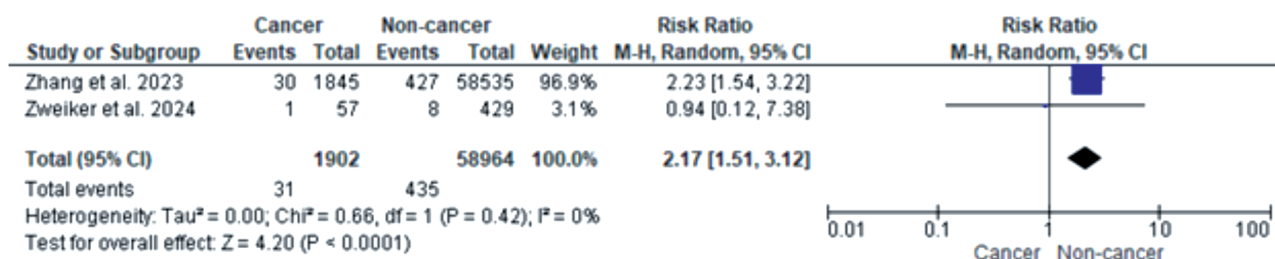 Cancer Non-cancer Risk Ratio Risk Ratio
Study or Subgroup Events Total Events Total Weight M-H, Random, 95% CI M-H, Random, 95% CI
Zhang et al. 2023 30 1845 427 58535 96.9% 2.23 [1.54, 3.22]
Zweiker et al. 2024 1 57 8 429 3.1% 0.94 [0.12, 7.38]
Total (95% CI) 1902 58964 100.0% 2.17 [1.51, 3.12]
Total events 31 435
Heterogeneity: Tau² = 0.00; Chi² = 0.66, df = 1 (P = 0.42); I² = 0%
Test for overall effect: Z = 4.20 (P < 0.0001)
0.01 0.1 1 10 100
Cancer Non-cancer